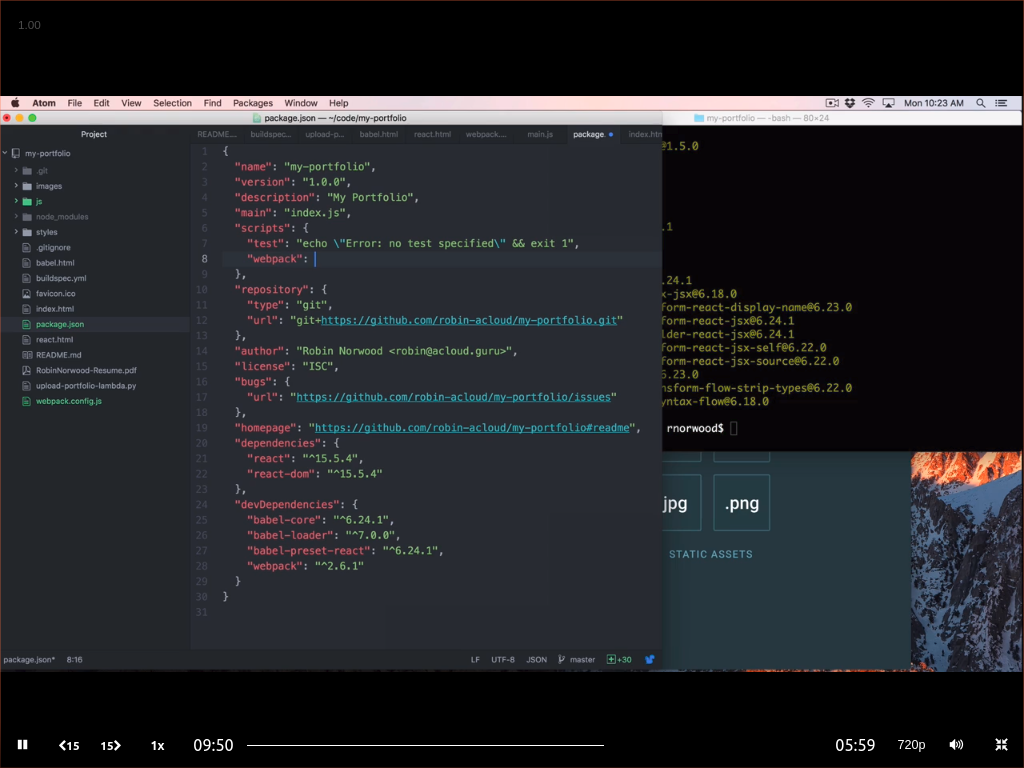 1.00
Atom File Edit View Selection Find Packages Window Help
Mon 10:23 AM
package.json — ~/code/my-portfolio
my-portfolio — -bash — 80×24
Project
README... buildspec... upload-p... babel.html react.html webpack.... main.js package. index.htm
my-portfolio
.git
images
js
node_modules
styles
.gitignore
babel.html
buildspec.yml
favicon.ico
index.html
package.json
react.html
README.md
RobinNorwood-Resume.pdf
upload-portfolio-lambda.py
webpack.config.js
1 {
2 "name": "my-portfolio",
3 "version": "1.0.0",
4 "description": "My Portfolio",
5 "main": "index.js",
6 "scripts": {
7 "test": "echo \"Error: no test specified\" && exit 1",
8 "webpack":
9 },
10 "repository": {
11 "type": "git",
12 "url": "git+https://github.com/robin-acloud/my-portfolio.git"
13 },
14 "author": "Robin Norwood <robin@acloud.guru>",
15 "license": "ISC",
16 "bugs": {
17 "url": "https://github.com/robin-acloud/my-portfolio/issues"
18 },
19 "homepage": "https://github.com/robin-acloud/my-portfolio#readme",
20 "dependencies": {
21 "react": "^15.5.4",
22 "react-dom": "^15.5.4"
23 },
24 "devDependencies": {
25 "babel-core": "^6.24.1",
26 "babel-loader": "^7.0.0",
27 "babel-preset-react": "^6.24.1",
28 "webpack": "^2.6.1"
29 }
30 }
31
@1.5.0
.1
.24.1
x-jsx@6.18.0
form-react-display-name@6.23.0
form-react-jsx@6.24.1
lder-react-jsx@6.24.1
form-react-jsx-self@6.22.0
form-react-jsx-source@6.22.0
6.23.0
nsform-flow-strip-types@6.22.0
yntax-flow@6.18.0
rnorwood$
jpg .png
STATIC ASSETS
package.json* 8:16
LF UTF-8 JSON master +30
15 15 1x 09:50 05:59 720p